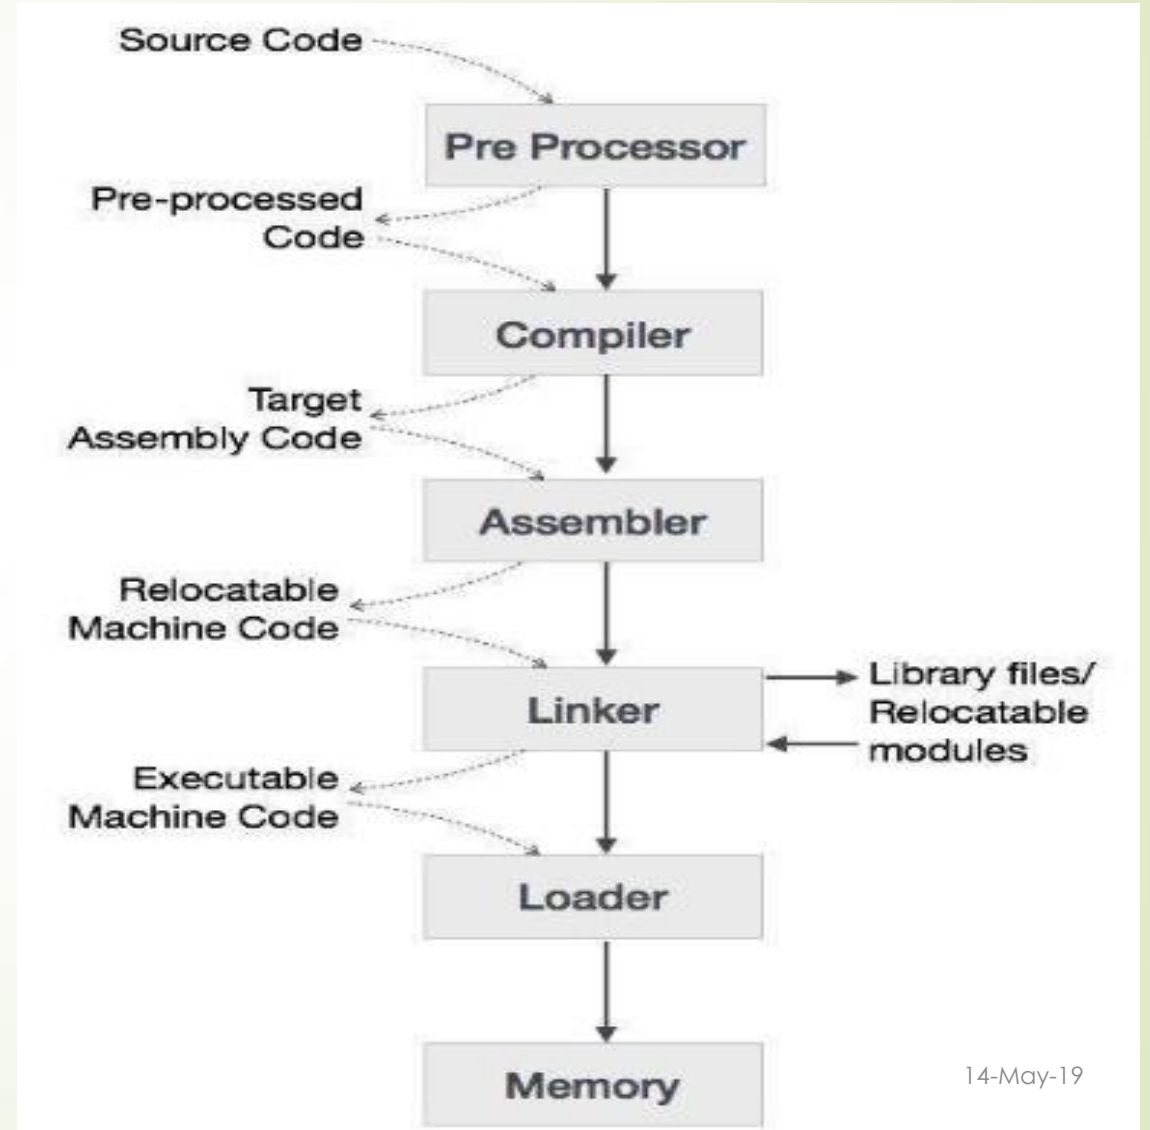 Source Code
Pre Processor
Pre-processed
Code
Compiler
Target
Assembly Code
Assembler
Relocatable
Machine Code
Linker
Library files/
Relocatable
modules
Executable
Machine Code
Loader
Memory
14-May-19